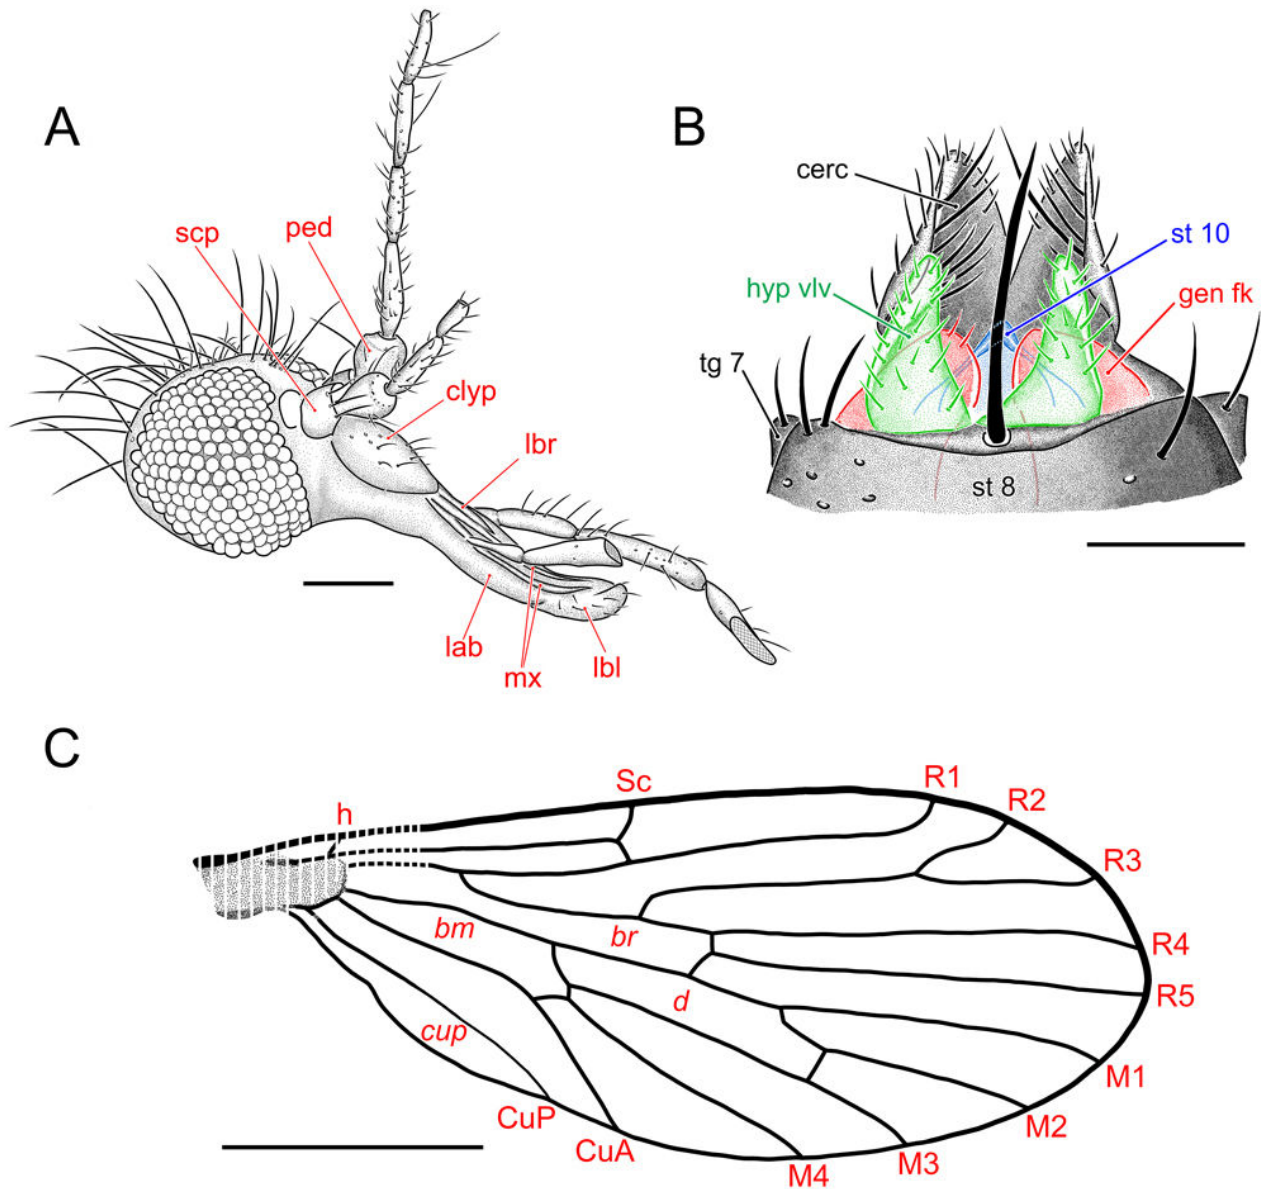 A
scp
ped
clyp
lbr
lab
mx
lbl
B
cerc
st 10
hyp vlv
gen fk
tg 7
st 8
C
h
Sc
R1
R2
R3
R4
R5
bm
br
d
cup
M1
M2
M3
M4
CuA
CuP